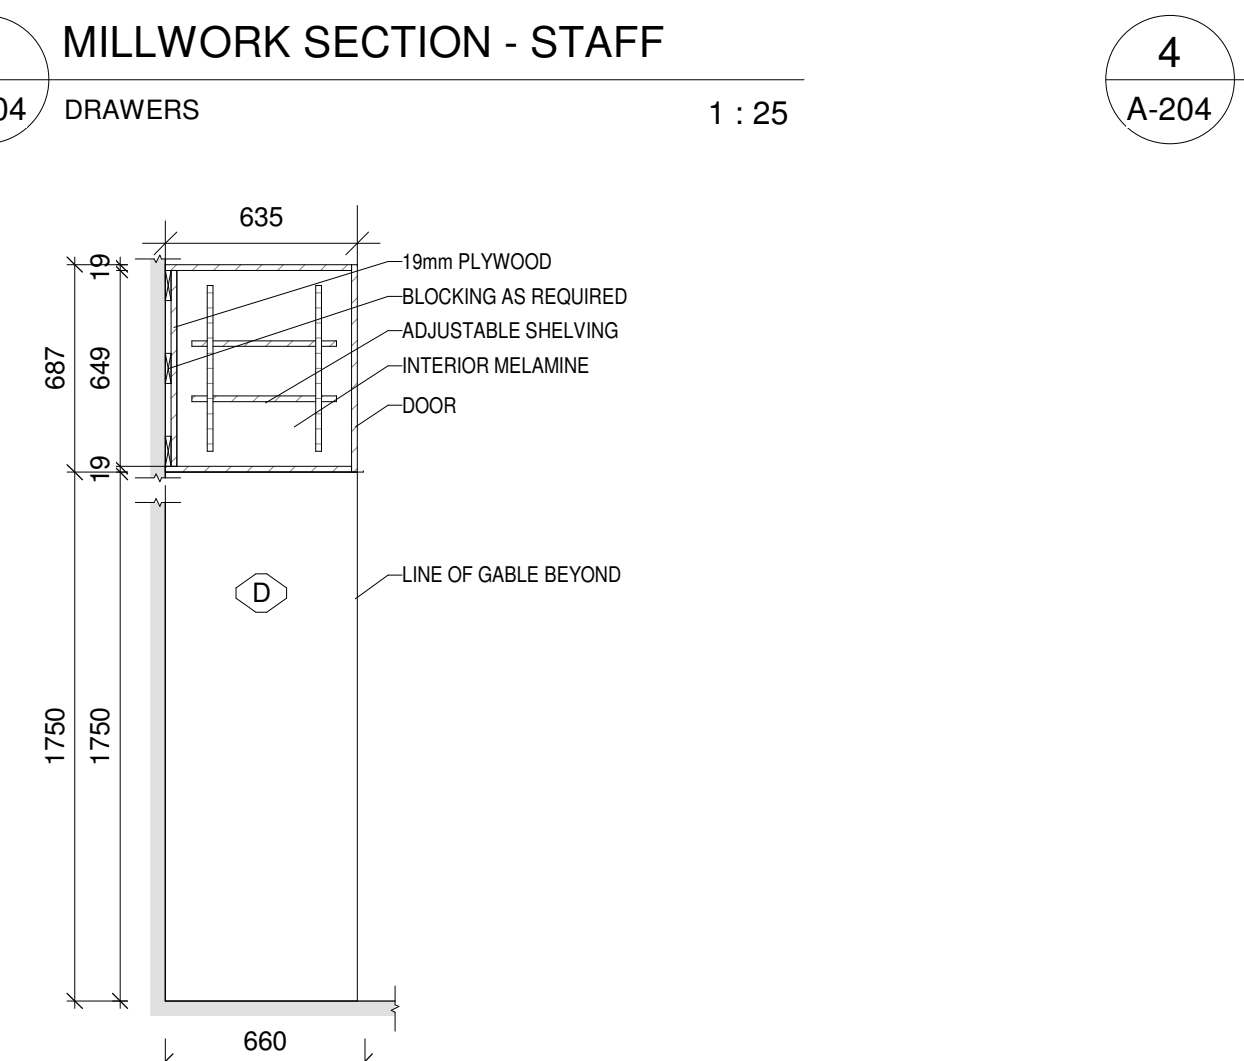 MILLWORK SECTION - STAFF
4
04
DRAWERS
1 : 25
A-204
635
19
19mm PLYWOOD
BLOCKING AS REQUIRED
ADJUSTABLE SHELVING
687
649
INTERIOR MELAMINE
DOOR
19
LINE OF GABLE BEYOND
D
1750
1750
660